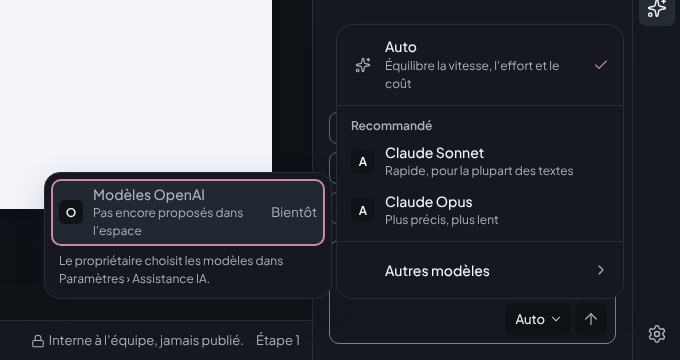 Auto
Équilibre la vitesse, l'effort et le
coût
Recommandé
A
Claude Sonnet
Rapide, pour la plupart des textes
A
Claude Opus
Plus précis, plus lent
Autres modèles
O
Modèles OpenAI
Pas encore proposés dans
l'espace
Bientôt
Le propriétaire choisit les modèles dans
Paramètres › Assistance IA.
Auto
Interne à l'équipe, jamais publié. Étape 1